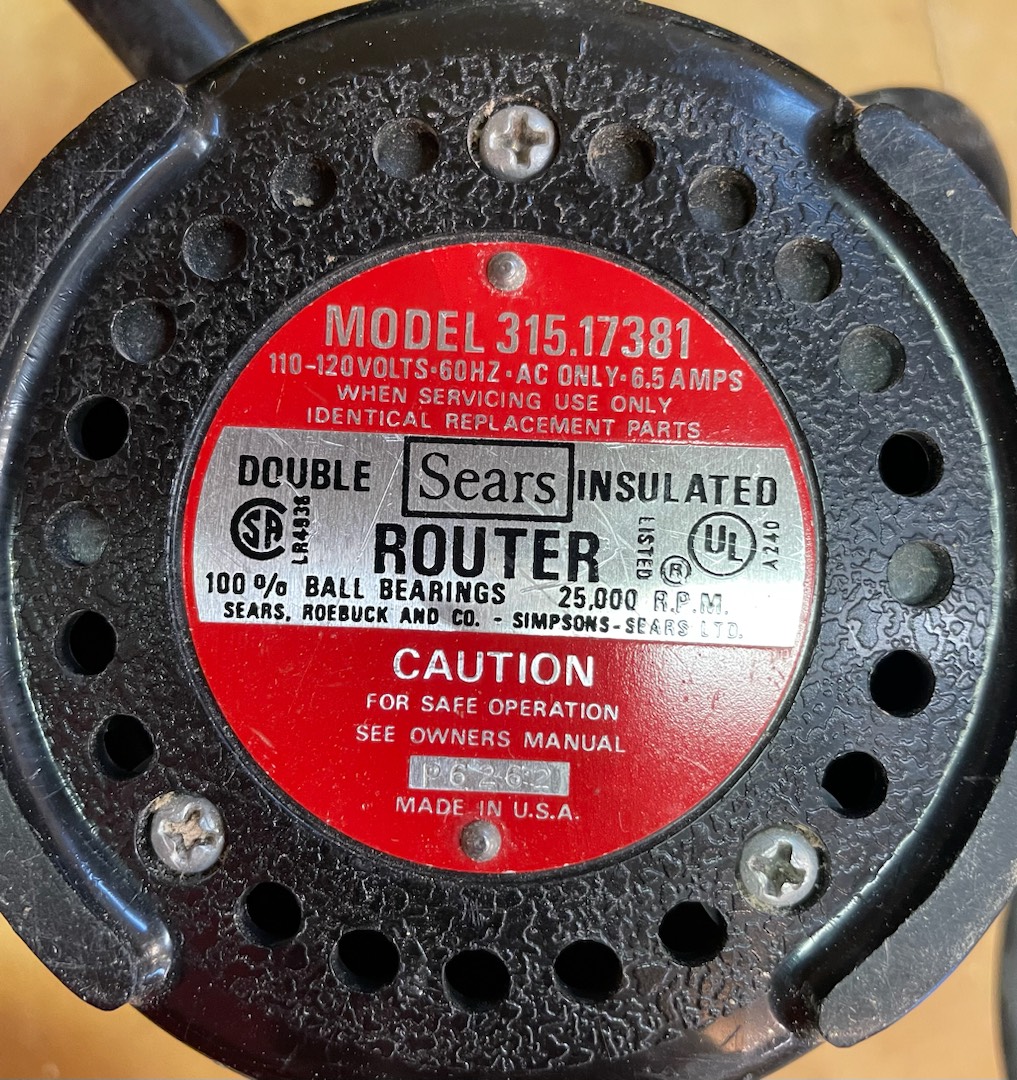 MODEL 315.17381
110-120 VOLTS·60HZ·AC ONLY·6.5 AMPS
WHEN SERVICING USE ONLY
IDENTICAL REPLACEMENT PARTS
DOUBLE Sears INSULATED
SA LR4938
ROUTER
LISTED ® UL A240
100% BALL BEARINGS 25,000 R.P.M.
SEARS, ROEBUCK AND CO. - SIMPSONS-SEARS LTD.
CAUTION
FOR SAFE OPERATION
SEE OWNERS MANUAL
P6262
MADE IN U.S.A.